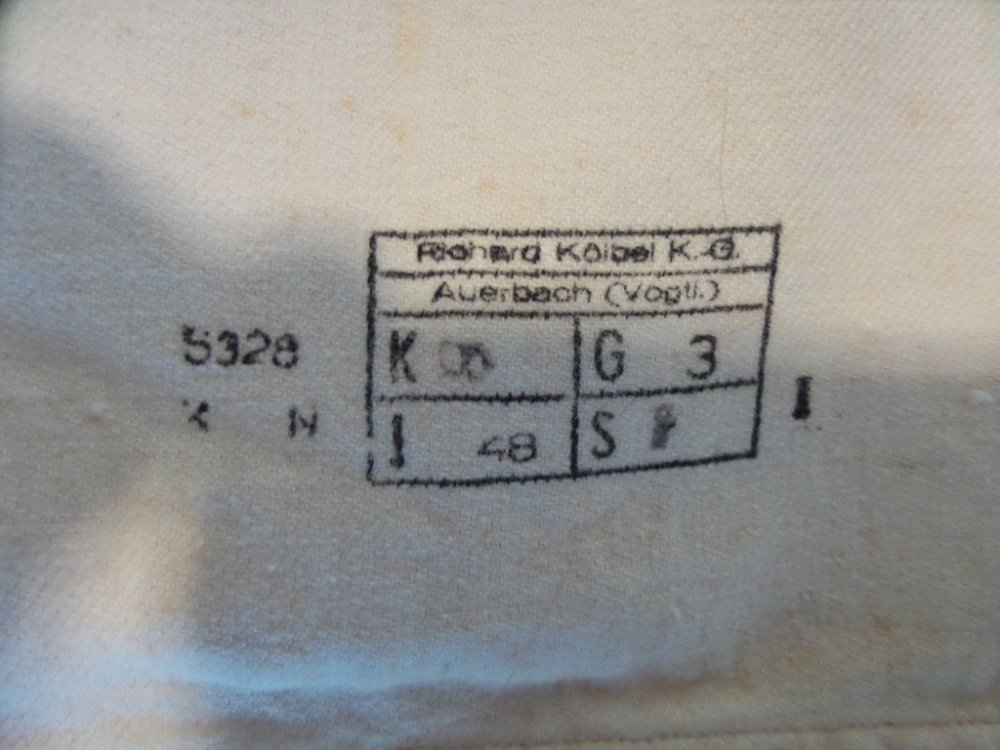 Richard Kölbel K.-G.
Auerbach (Vogtl.)
5328 K G 3
K N I 48 S I